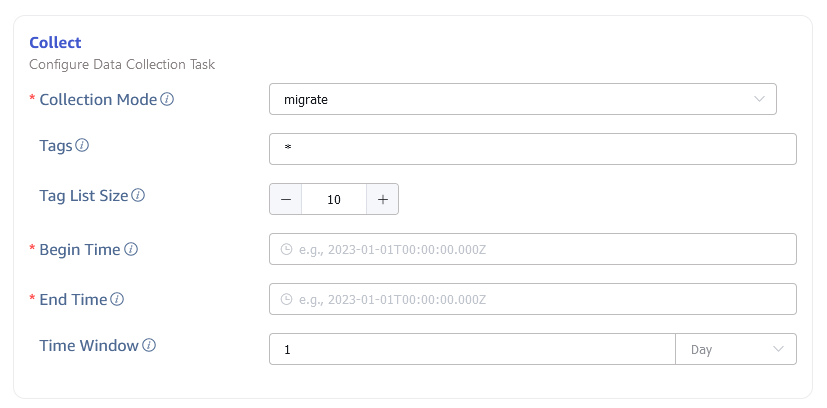 Collect
Configure Data Collection Task
* Collection Mode
migrate
Tags
*
Tag List Size
− 10 +
* Begin Time
e.g., 2023-01-01T00:00:00.000Z
* End Time
e.g., 2023-01-01T00:00:00.000Z
Time Window
1
Day